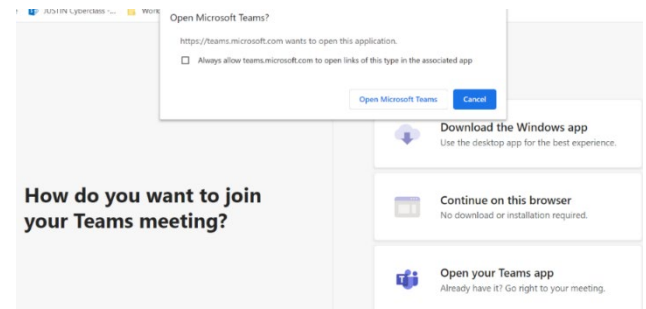 JUSTIN Cyberclass -...
Work
Open Microsoft Teams?
https://teams.microsoft.com wants to open this application.
Always allow teams.microsoft.com to open links of this type in the associated app
Open Microsoft Teams
Cancel
How do you want to join
your Teams meeting?
Download the Windows app
Use the desktop app for the best experience.
Continue on this browser
No download or installation required.
Open your Teams app
Already have it? Go right to your meeting.